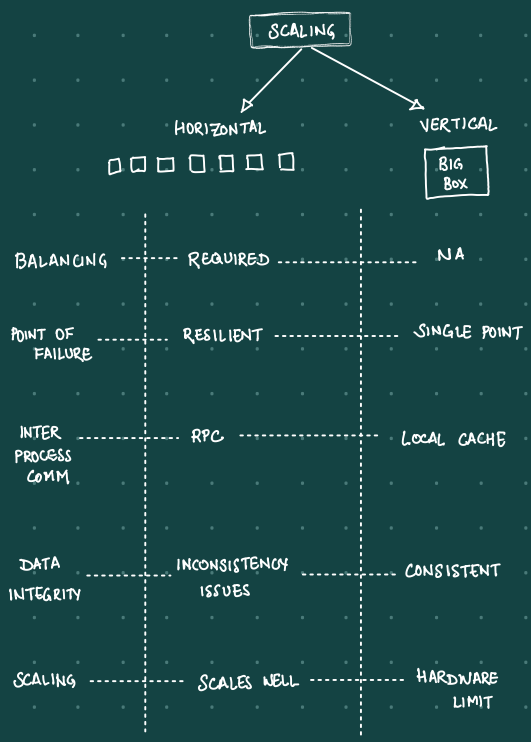 SCALING
HORIZONTAL
VERTICAL
BIG
BOX
BALANCING
REQUIRED
NA
POINT OF
FAILURE
RESILIENT
SINGLE POINT
INTER
PROCESS
COMM
RPC
LOCAL CACHE
DATA
INTEGRITY
INCONSISTENCY
ISSUES
CONSISTENT
SCALING
SCALES WELL
HARDWARE
LIMIT